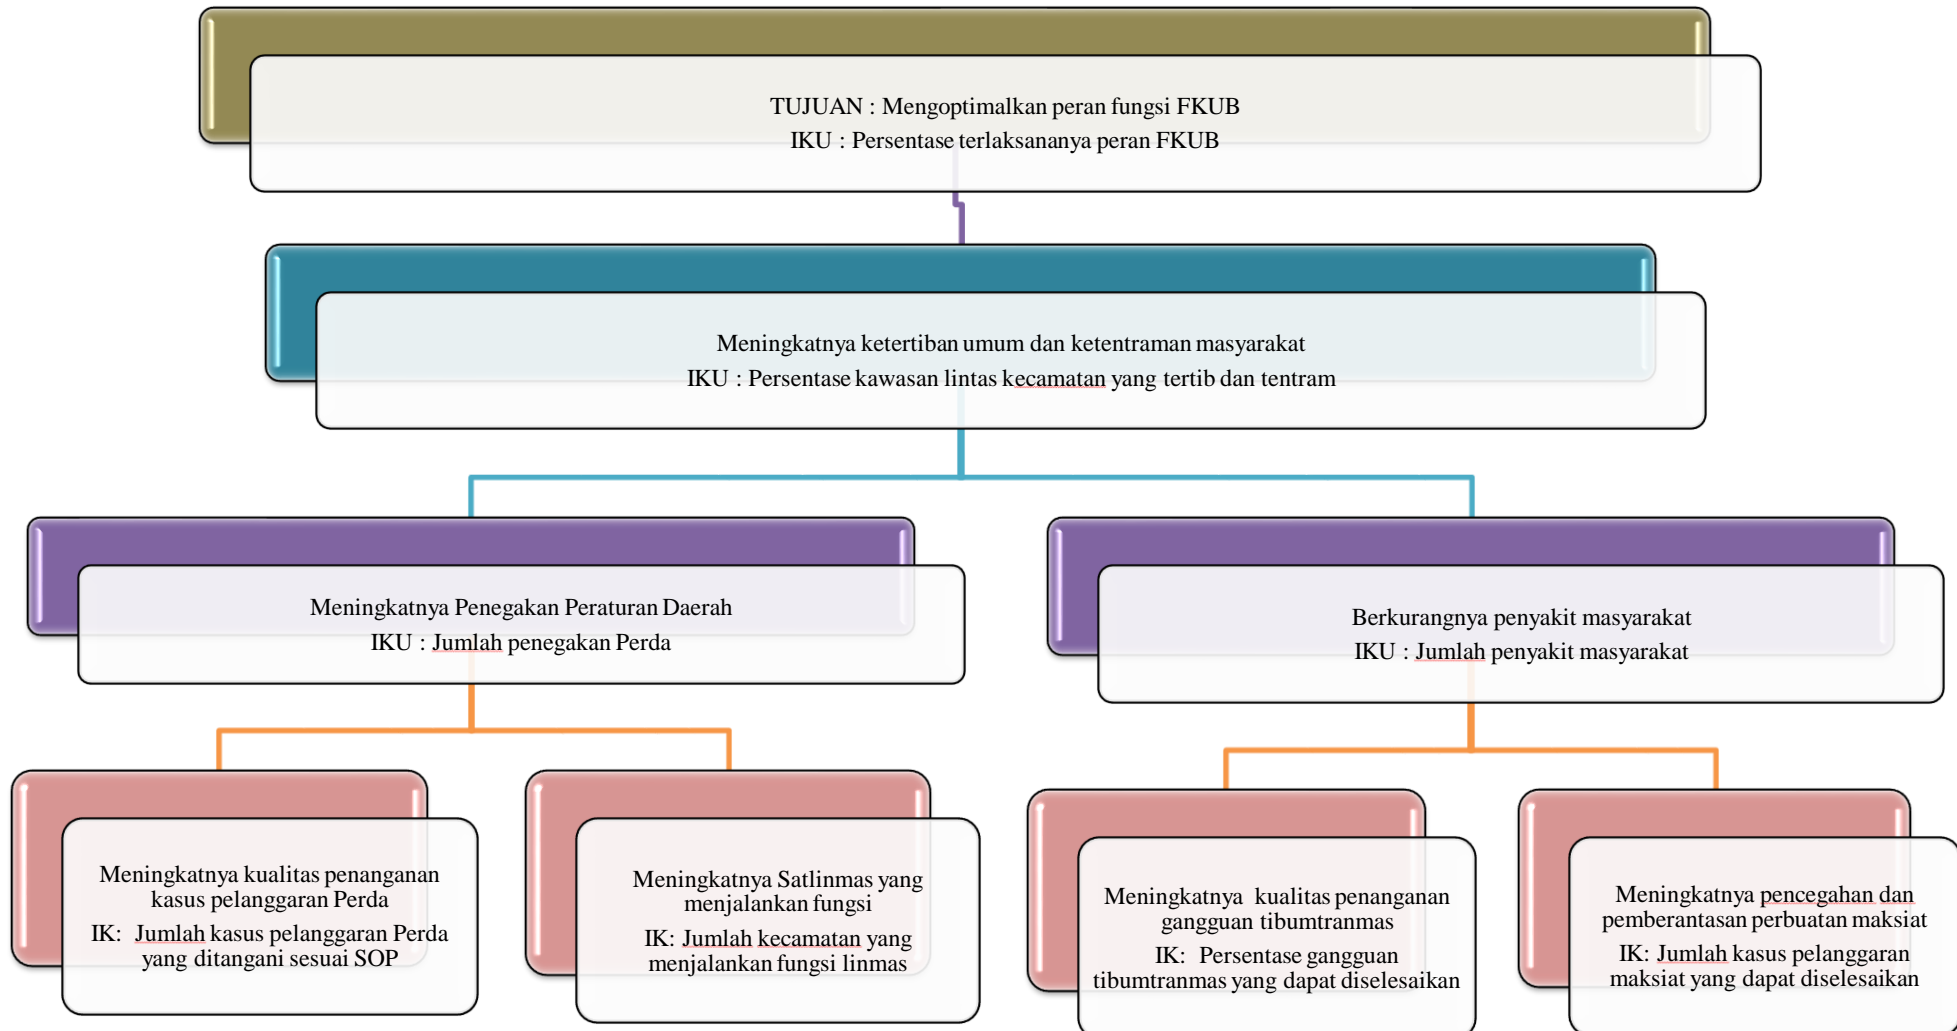 TUJUAN : Mengoptimalkan peran fungsi FKUB
IKU : Persentase terlaksananya peran FKUB
Meningkatnya ketertiban umum dan ketentraman masyarakat
IKU : Persentase kawasan lintas kecamatan yang tertib dan tentram
Meningkatnya Penegakan Peraturan Daerah
IKU : Jumlah penegakan Perda
Berkurangnya penyakit masyarakat
IKU : Jumlah penyakit masyarakat
Meningkatnya kualitas penanganan
kasus pelanggaran Perda
IK: Jumlah kasus pelanggaran Perda
yang ditangani sesuai SOP
Meningkatnya Satlinmas yang
menjalankan fungsi
IK: Jumlah kecamatan yang
menjalankan fungsi linmas
Meningkatnya kualitas penanganan
gangguan tibumtranmas
IK: Persentase gangguan
tibumtranmas yang dapat diselesaikan
Meningkatnya pencegahan dan
pemberantasan perbuatan maksiat
IK: Jumlah kasus pelanggaran
maksiat yang dapat diselesaikan